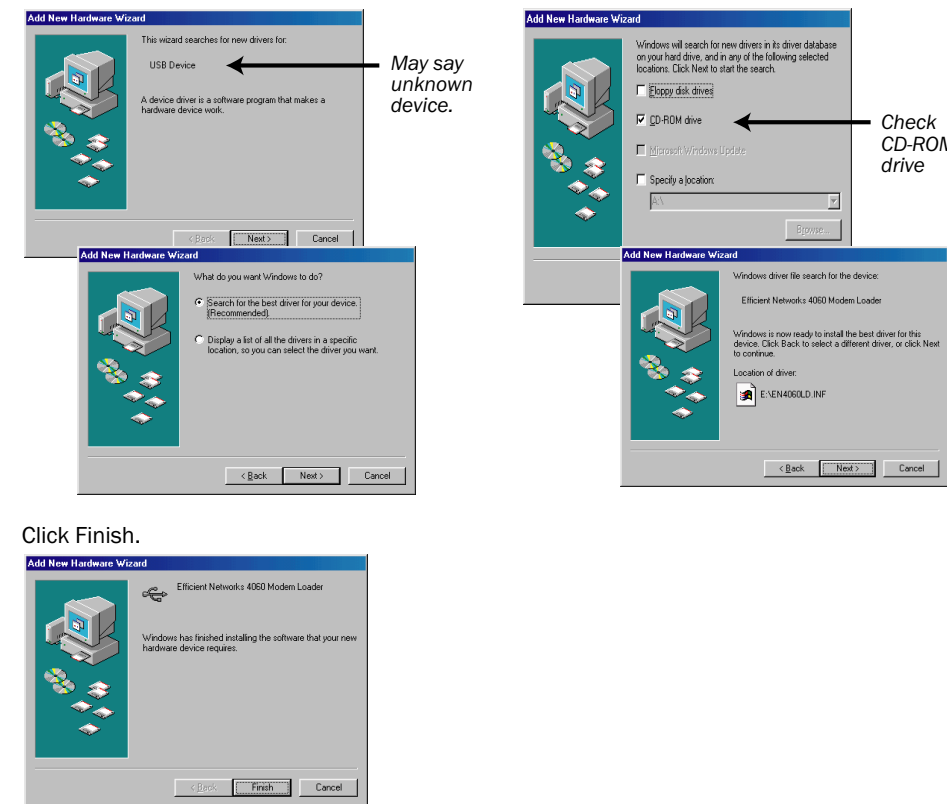 Add New Hardware Wizard
This wizard searches for new drivers for:
USB Device
A device driver is a software program that makes a
hardware device work.
< Back Next > Cancel
May say
unknown
device.
Add New Hardware Wizard
What do you want Windows to do?
Search for the best driver for your device.
(Recommended).
Display a list of all the drivers in a specific
location, so you can select the driver you want.
< Back Next > Cancel
Add New Hardware Wizard
Windows will search for new drivers in its driver database
on your hard drive, and in any of the following selected
locations. Click Next to start the search.
Floppy disk drives
CD-ROM drive
Microsoft Windows Update
Specify a location:
A:\
Browse...
Check
CD-ROM
drive
Add New Hardware Wizard
Windows driver file search for the device:
Efficient Networks 4060 Modem Loader
Windows is now ready to install the best driver for this
device. Click Back to select a different driver, or click Next
to continue.
Location of driver:
E:\EN4060LD.INF
< Back Next > Cancel
Click Finish.
Add New Hardware Wizard
Efficient Networks 4060 Modem Loader
Windows has finished installing the software that your new
hardware device requires.
< Back Finish Cancel